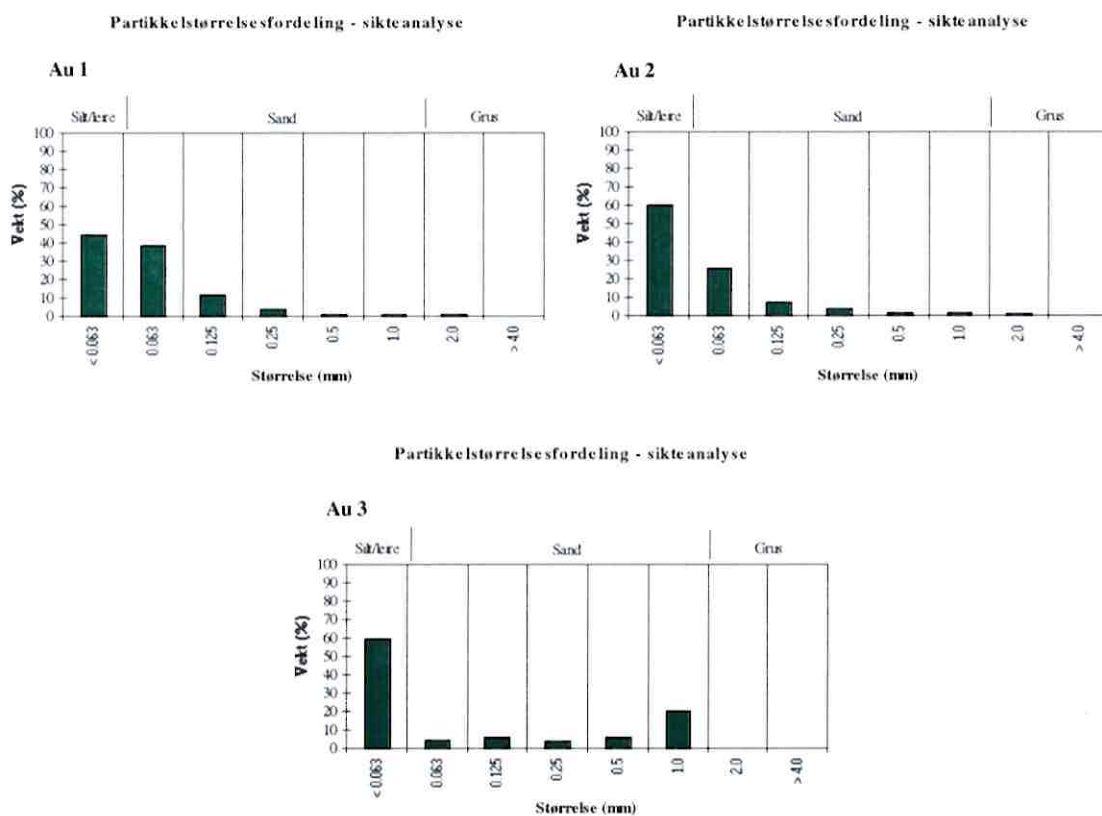 Partikkelstørrelsesfordeling - sikteanalyse
Au 1
Silt/leire Sand Grus
100
90
80
70
60
50
40
30
20
10
0
Vekt (%)
< 0.063 0.063 0.125 0.25 0.5 1.0 2.0 > 4.0
Størrelse (mm)
Partikkelstørrelsesfordeling - sikteanalyse
Au 2
Silt/leire Sand Grus
100
90
80
70
60
50
40
30
20
10
0
Vekt (%)
< 0.063 0.063 0.125 0.25 0.5 1.0 2.0 > 4.0
Størrelse (mm)
Partikkelstørrelsesfordeling - sikteanalyse
Au 3
Silt/leire Sand Grus
100
90
80
70
60
50
40
30
20
10
0
Vekt (%)
< 0.063 0.063 0.125 0.25 0.5 1.0 2.0 > 4.0
Størrelse (mm)